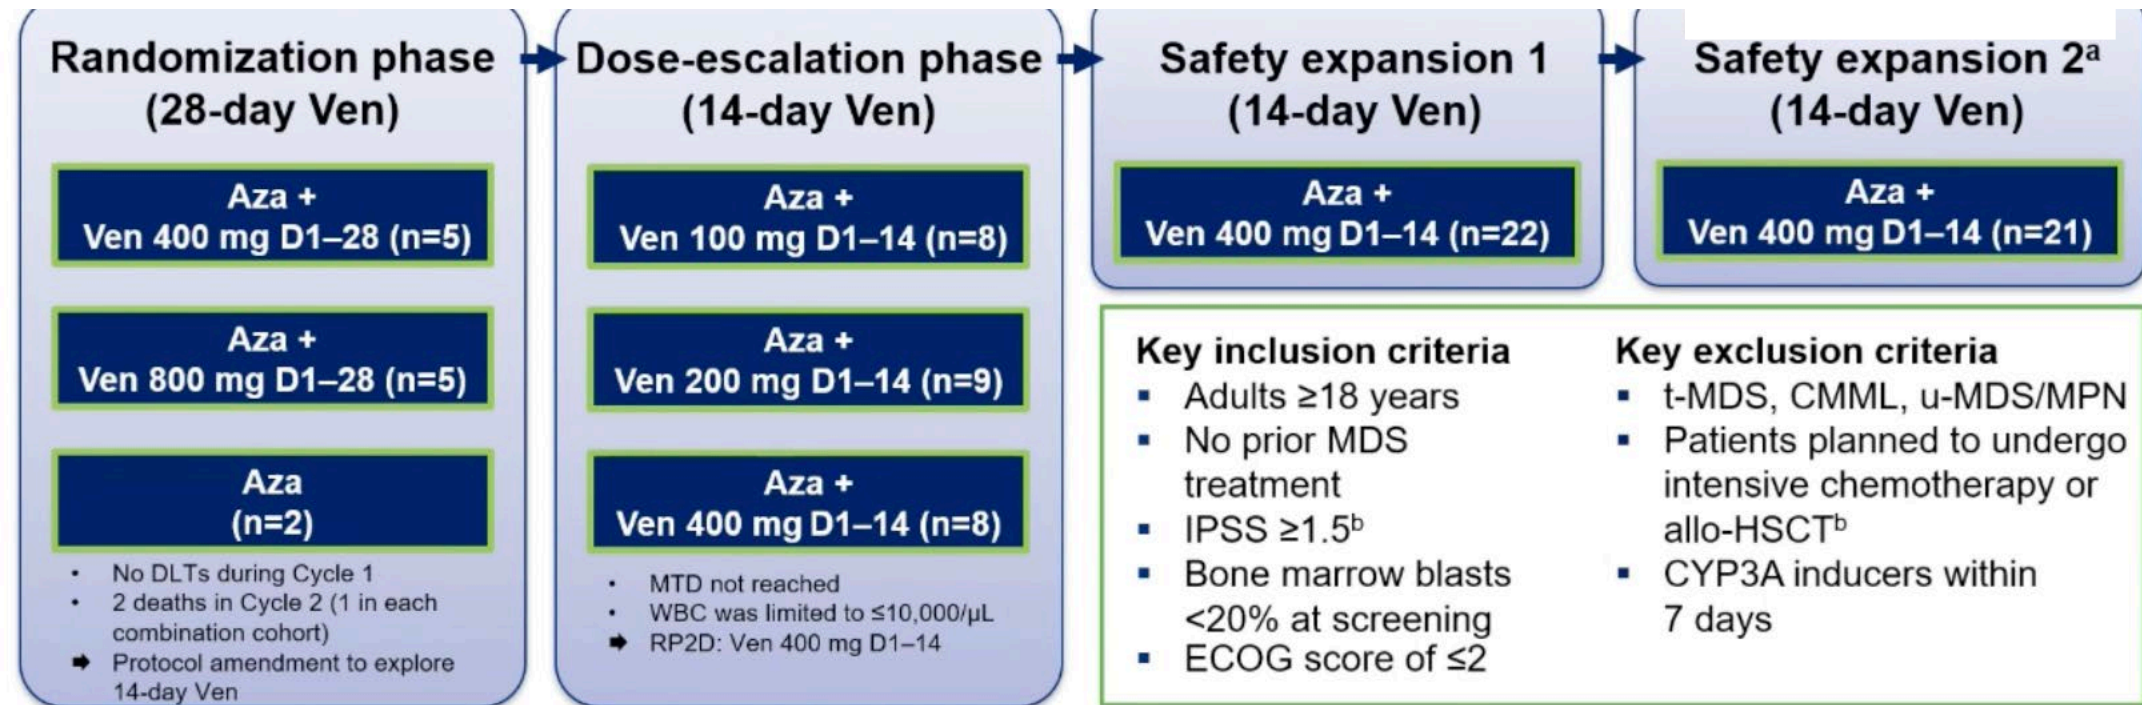 Randomization phase
(28-day Ven)
Aza +
Ven 400 mg D1–28 (n=5)
Aza +
Ven 800 mg D1–28 (n=5)
Aza
(n=2)
• No DLTs during Cycle 1
• 2 deaths in Cycle 2 (1 in each
combination cohort)
➡ Protocol amendment to explore
14-day Ven
Dose-escalation phase
(14-day Ven)
Aza +
Ven 100 mg D1–14 (n=8)
Aza +
Ven 200 mg D1–14 (n=9)
Aza +
Ven 400 mg D1–14 (n=8)
• MTD not reached
• WBC was limited to ≤10,000/µL
➡ RP2D: Ven 400 mg D1–14
Safety expansion 1
(14-day Ven)
Aza +
Ven 400 mg D1–14 (n=22)
Safety expansion 2ᵃ
(14-day Ven)
Aza +
Ven 400 mg D1–14 (n=21)
Key inclusion criteria
▪ Adults ≥18 years
▪ No prior MDS
treatment
▪ IPSS ≥1.5ᵇ
▪ Bone marrow blasts
<20% at screening
▪ ECOG score of ≤2
Key exclusion criteria
▪ t-MDS, CMML, u-MDS/MPN
▪ Patients planned to undergo
intensive chemotherapy or
allo-HSCTᵇ
▪ CYP3A inducers within
7 days